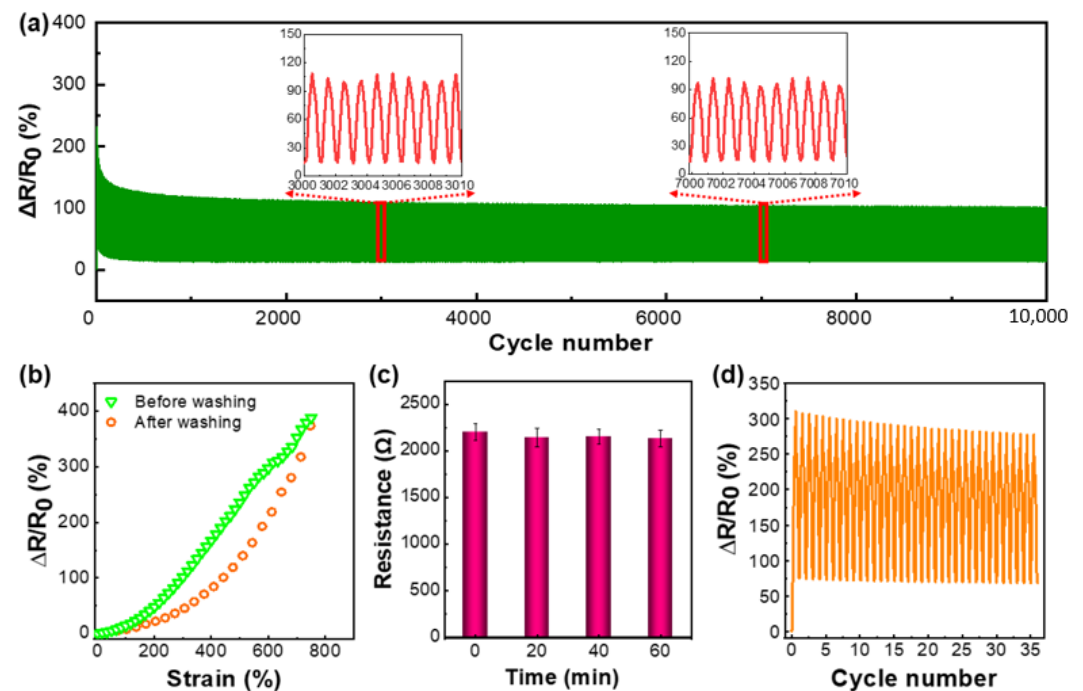 (a)
400
300
200
100
0
ΔR/R0 (%)
150
120
90
60
30
0
3000 3002 3004 3006 3008 3010
150
120
90
60
30
0
7000 7002 7004 7006 7008 7010
0 2000 4000 6000 8000 10,000
Cycle number
(b)
400
300
200
100
0
ΔR/R0 (%)
Before washing
After washing
0 200 400 600 800
Strain (%)
(c)
2500
2000
1500
1000
500
0
Resistance (Ω)
0 20 40 60
Time (min)
(d)
350
300
250
200
150
100
50
0
ΔR/R0 (%)
0 5 10 15 20 25 30 35
Cycle number